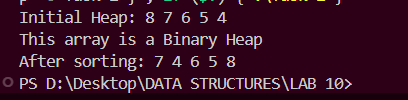 Initial Heap: 8 7 6 5 4
This array is a Binary Heap
After sorting: 7 4 6 5 8
PS D:\Desktop\DATA STRUCTURES\LAB 10>